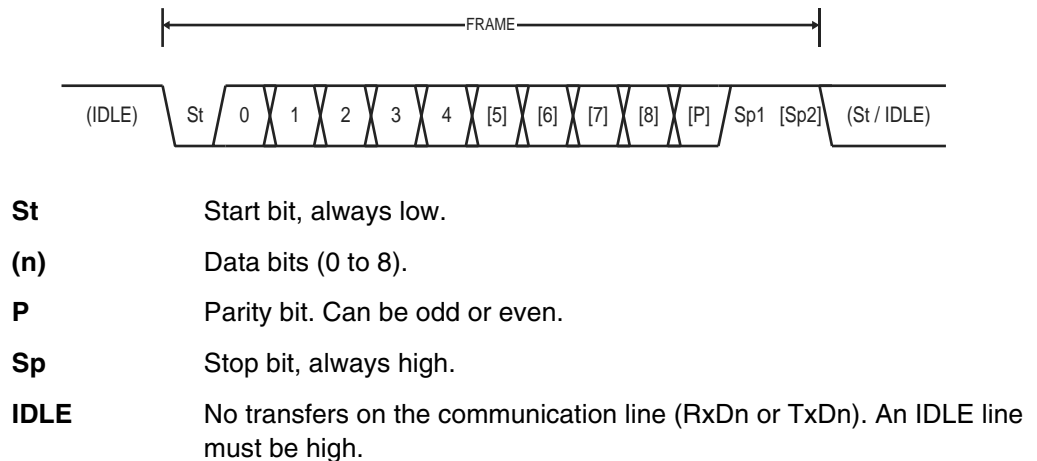 FRAME
(IDLE) St 0 1 2 3 4 [5] [6] [7] [8] [P] Sp1 [Sp2] (St / IDLE)
St Start bit, always low.
(n) Data bits (0 to 8).
P Parity bit. Can be odd or even.
Sp Stop bit, always high.
IDLE No transfers on the communication line (RxDn or TxDn). An IDLE line
must be high.